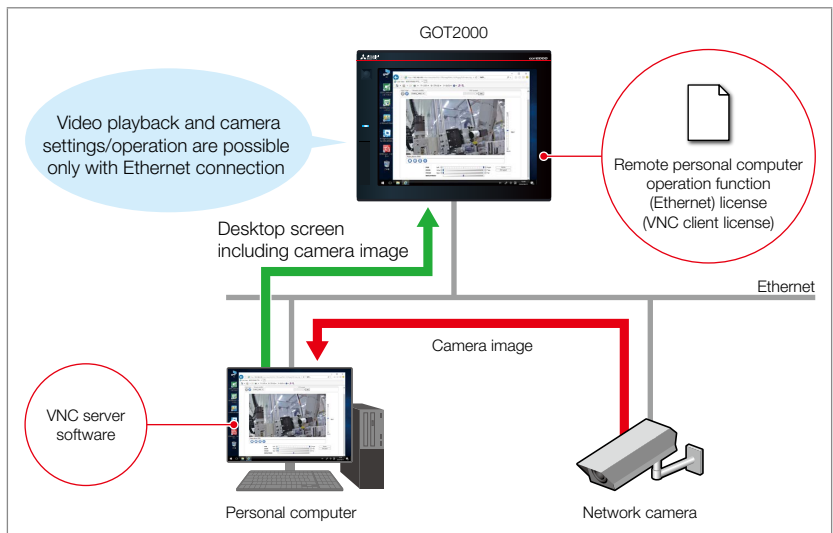 GOT2000
Video playback and camera
settings/operation are possible
only with Ethernet connection
Remote personal computer
operation function
(Ethernet) license
(VNC client license)
Desktop screen
including camera image
Ethernet
Camera image
VNC server
software
Personal computer
Network camera